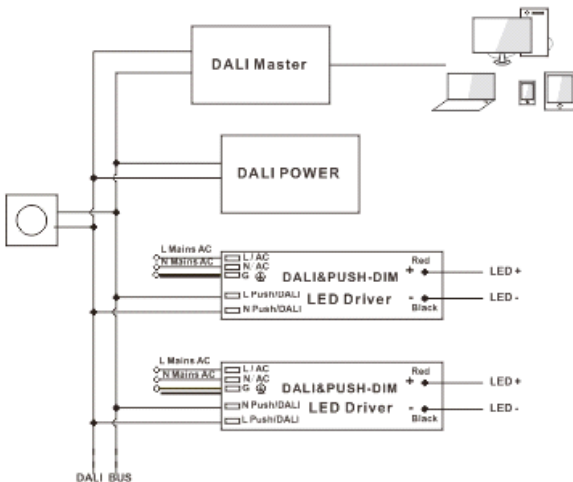 DALI Master
DALI POWER
L Mains AC
N Mains AC
L/AC
N/AC
G
DALI&PUSH-DIM
LED Driver
L Push/DALI
N Push/DALI
Red
+
-
Black
LED+
LED-
L Mains AC
N Mains AC
L/AC
N/AC
G
DALI&PUSH-DIM
LED Driver
N Push/DALI
L Push/DALI
Red
+
-
Black
LED+
LED-
DALI BUS